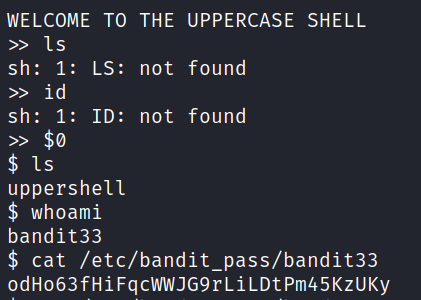 WELCOME TO THE UPPERCASE SHELL
>> ls
sh: 1: LS: not found
>> id
sh: 1: ID: not found
>> $0
$ ls
uppershell
$ whoami
bandit33
$ cat /etc/bandit_pass/bandit33
odHo63fHiFqcWWJG9rLiLDtPm45KzUKy